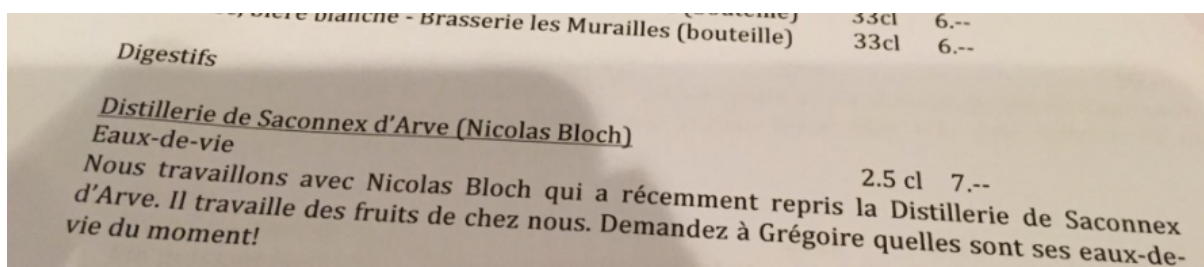 bière blanche - Brasserie les Murailles (bouteille) 33cl 6.--
33cl 6.--
Digestifs
Distillerie de Saconnex d'Arve (Nicolas Bloch)
Eaux-de-vie 2.5 cl 7.--
Nous travaillons avec Nicolas Bloch qui a récemment repris la Distillerie de Saconnex
d'Arve. Il travaille des fruits de chez nous. Demandez à Grégoire quelles sont ses eaux-de-
vie du moment!